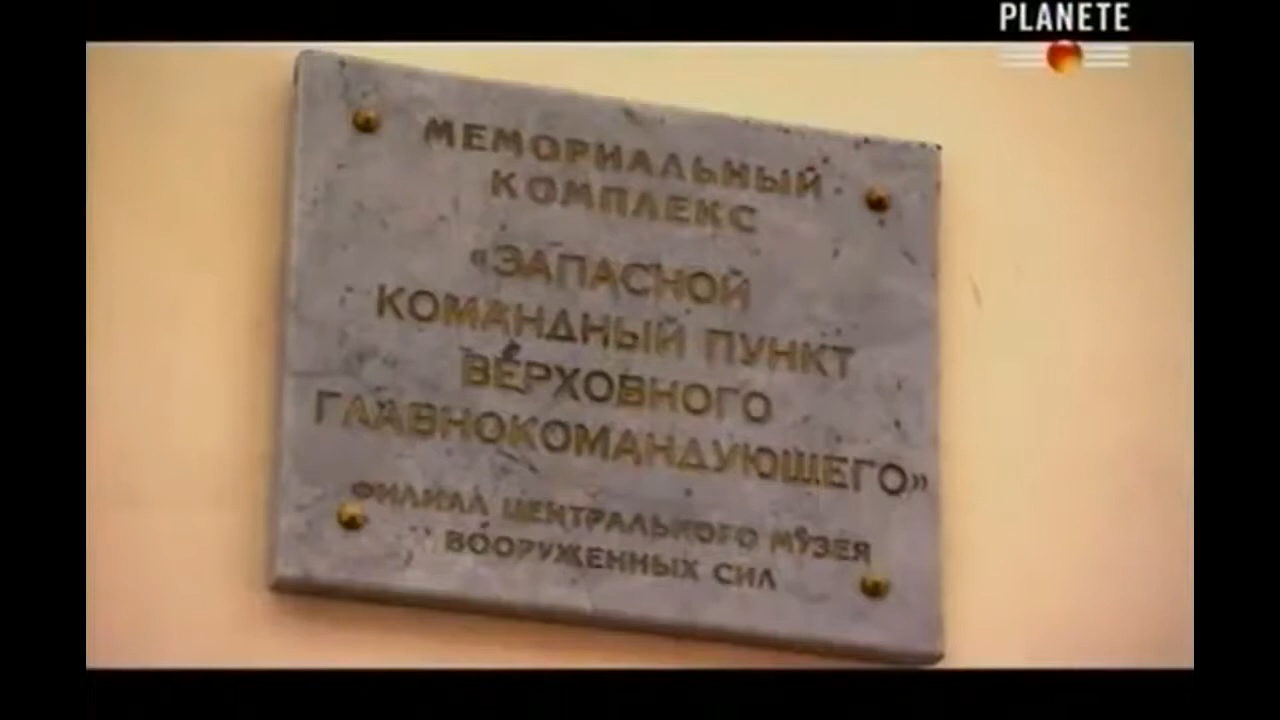 PLANETE
МЕМОРИАЛЬНЫЙ
КОМПЛЕКС
«ЗАПАСНОЙ
КОМАНДНЫЙ ПУНКТ
ВЕРХОВНОГО
ГЛАВНОКОМАНДУЮЩЕГО»
ФИЛИАЛ ЦЕНТРАЛЬНОГО МУЗЕЯ
ВООРУЖЕННЫХ СИЛ